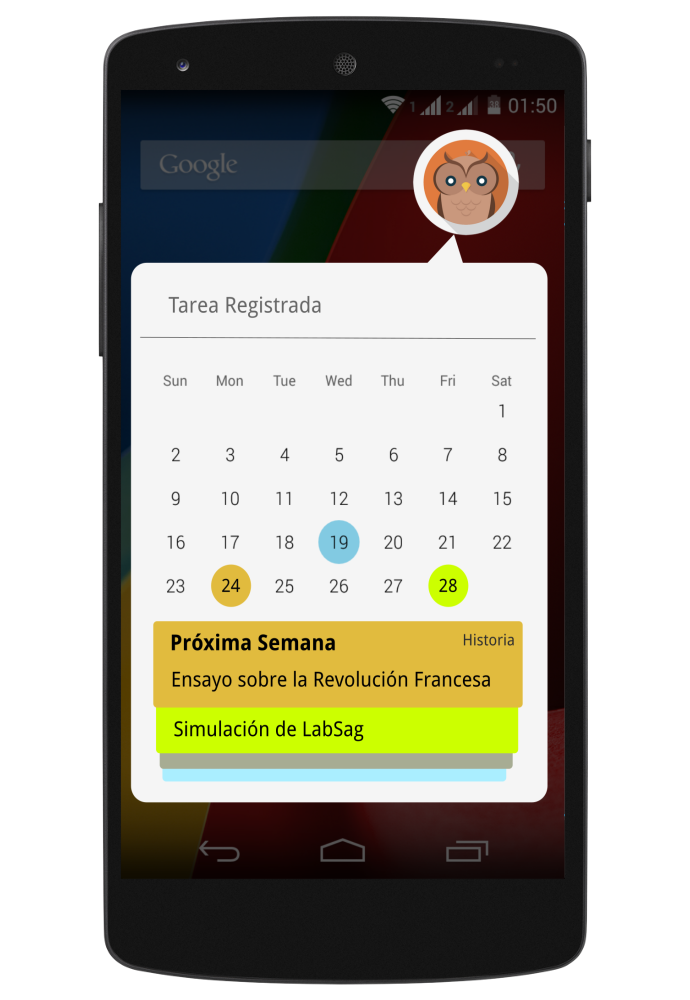 1 2 01:50
Google
Tarea Registrada
Sun Mon Tue Wed Thu Fri Sat
1
2 3 4 5 6 7 8
9 10 11 12 13 14 15
16 17 18 19 20 21 22
23 24 25 26 27 28
Próxima Semana Historia
Ensayo sobre la Revolución Francesa
Simulación de LabSag